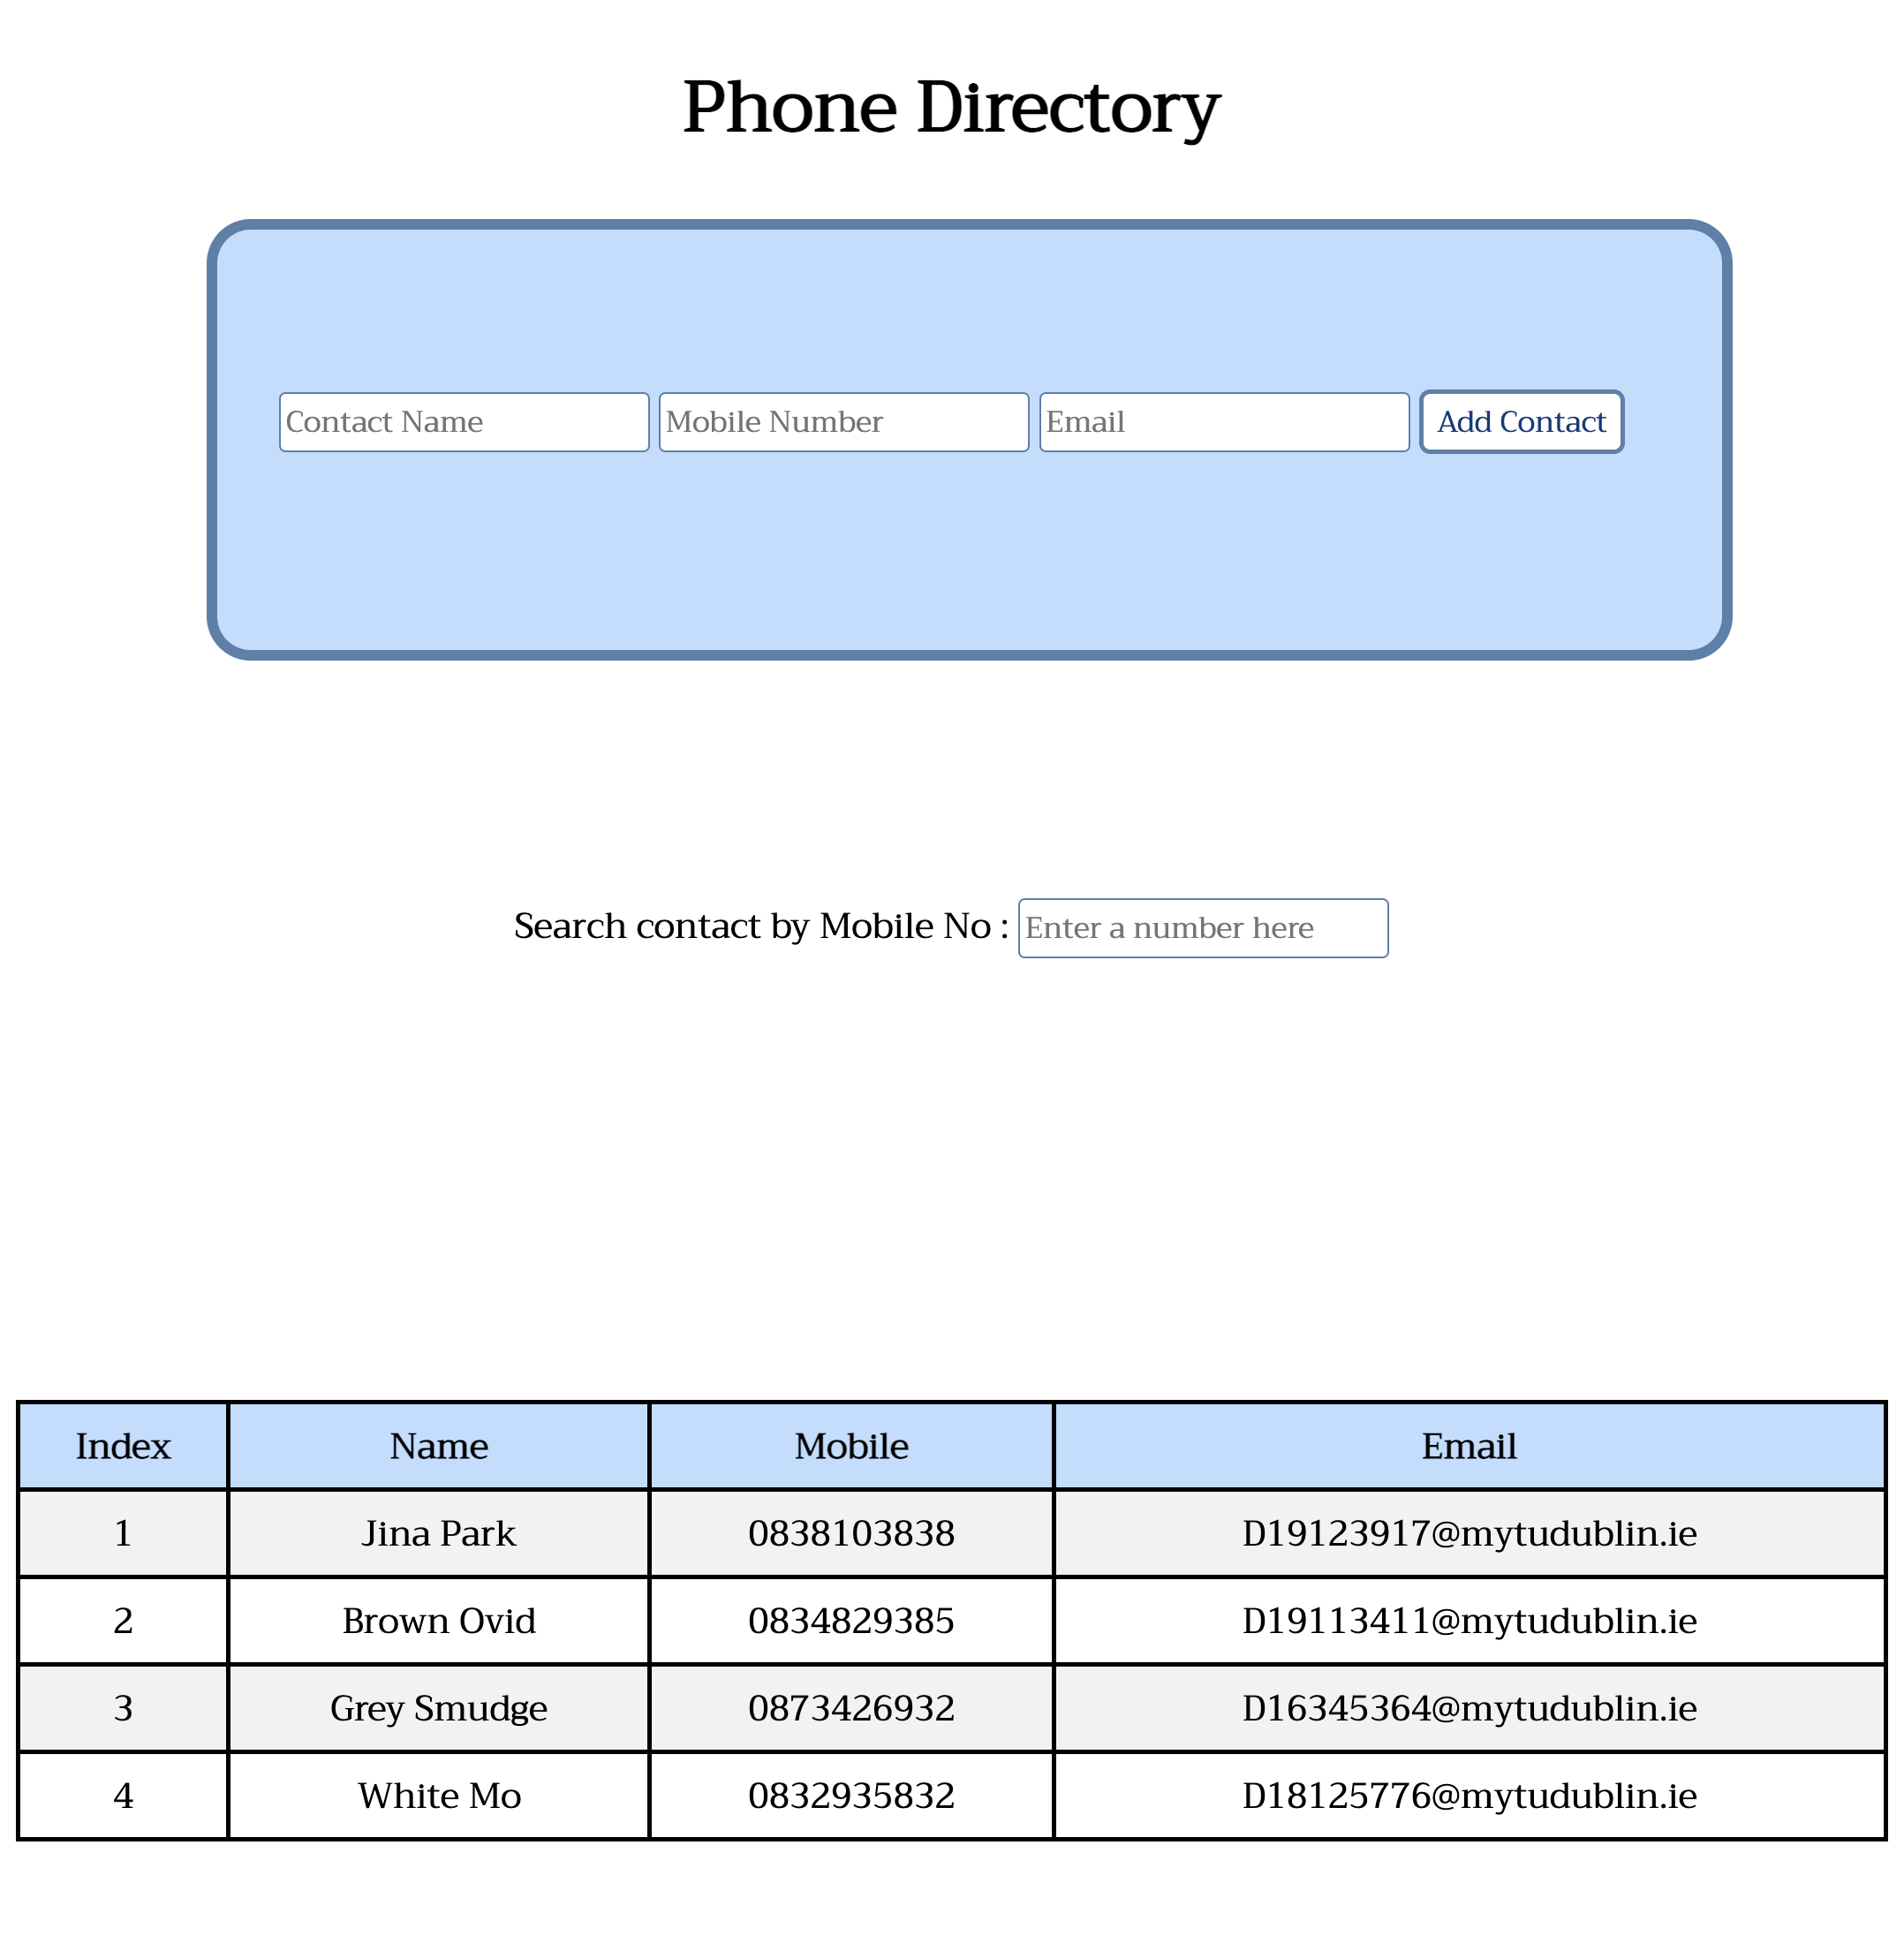 Phone Directory
Contact Name Mobile Number Email Add Contact
Search contact by Mobile No : Enter a number here
Index Name Mobile Email
1 Jina Park 0838103838 D19123917@mytudublin.ie
2 Brown Ovid 0834829385 D19113411@mytudublin.ie
3 Grey Smudge 0873426932 D16345364@mytudublin.ie
4 White Mo 0832935832 D18125776@mytudublin.ie